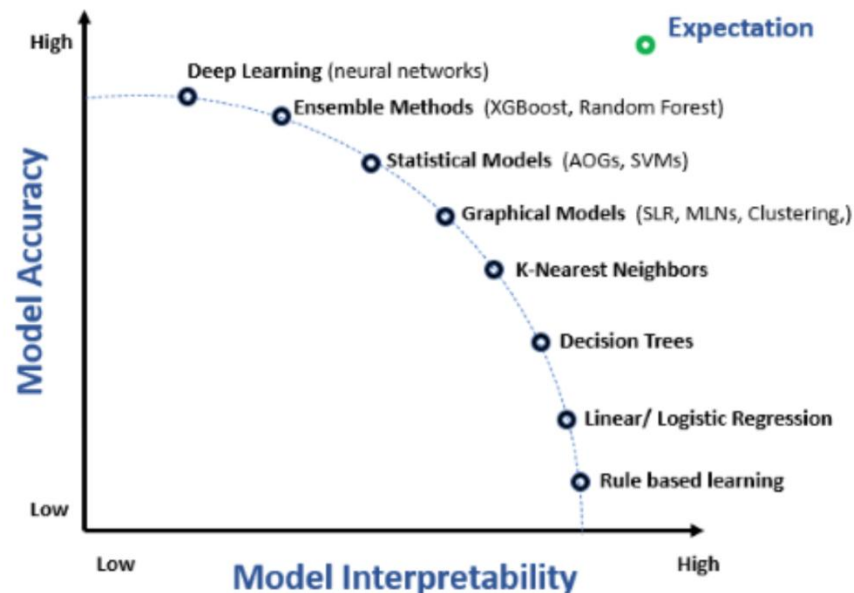 High
Expectation
Deep Learning (neural networks)
Ensemble Methods (XGBoost, Random Forest)
Statistical Models (AOGs, SVMs)
Graphical Models (SLR, MLNs, Clustering,)
K-Nearest Neighbors
Decision Trees
Linear/ Logistic Regression
Rule based learning
Model Accuracy
Low
Low
Model Interpretability
High